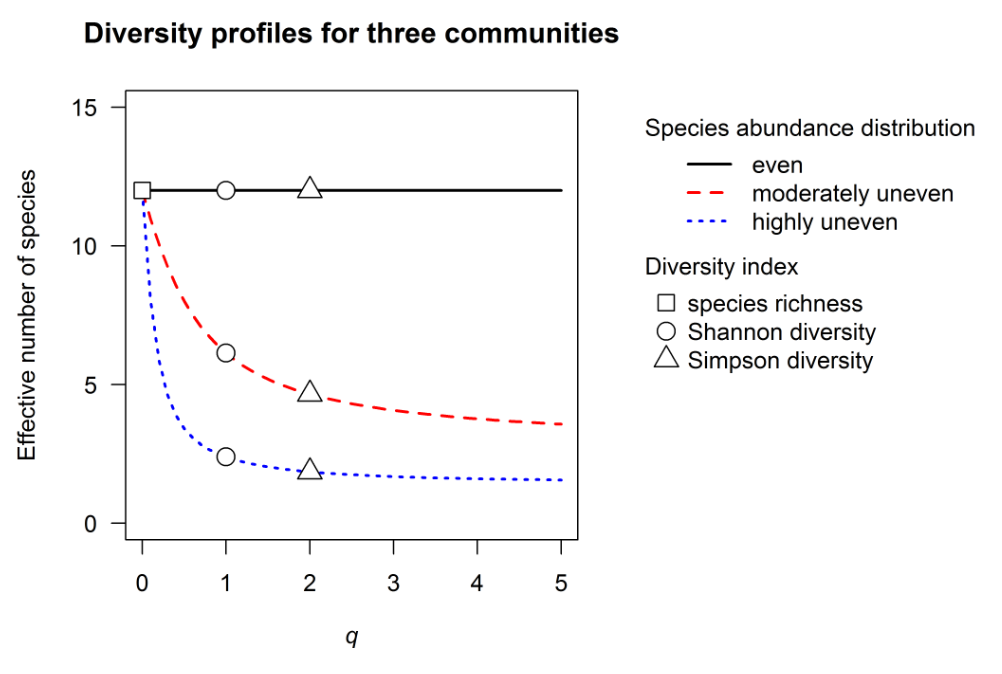 Diversity profiles for three communities
Effective number of species
15
10
5
0
0 1 2 3 4 5
q
Species abundance distribution
even
moderately uneven
highly uneven
Diversity index
species richness
Shannon diversity
Simpson diversity